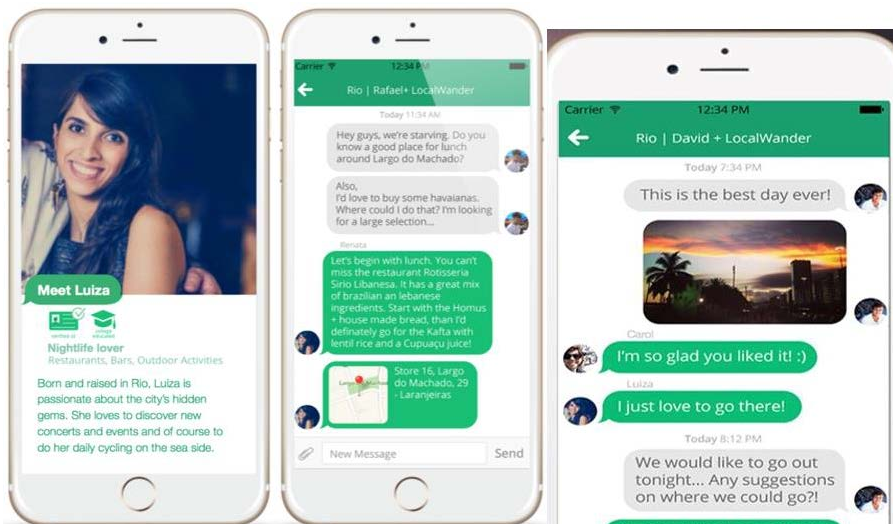 Meet Luiza
verified ID
college educated
Nightlife lover
Restaurants, Bars, Outdoor Activities
Born and raised in Rio, Luiza is
passionate about the city's hidden
gems. She loves to discover new
concerts and events and of course to
do her daily cycling on the sea side.
Carrier 12:34 PM
Rio | Rafael+ LocalWander
Today 11:34 AM
Hey guys, we're starving. Do you
know a good place for lunch
around Largo do Machado?
Also,
I'd love to buy some havaianas.
Where could I do that? I'm looking
for a large selection...
Renata
Let's begin with lunch. You can't
miss the restaurant Rotisseria
Sirio Libanesa. It has a great mix
of brazilian an lebanese
ingredients. Start with the Homus
+ house made bread, than I'd
definately go for the Kafta with
lentil rice and a Cupuaçu juice!
Store 16, Largo
do Machado, 29
- Laranjeiras
New Message
Send
Carrier 12:34 PM
Rio | David + LocalWander
Today 7:34 PM
This is the best day ever!
Carol
I'm so glad you liked it! :)
Luiza
I just love to go there!
Today 8:12 PM
We would like to go out
tonight... Any suggestions
on where we could go?!